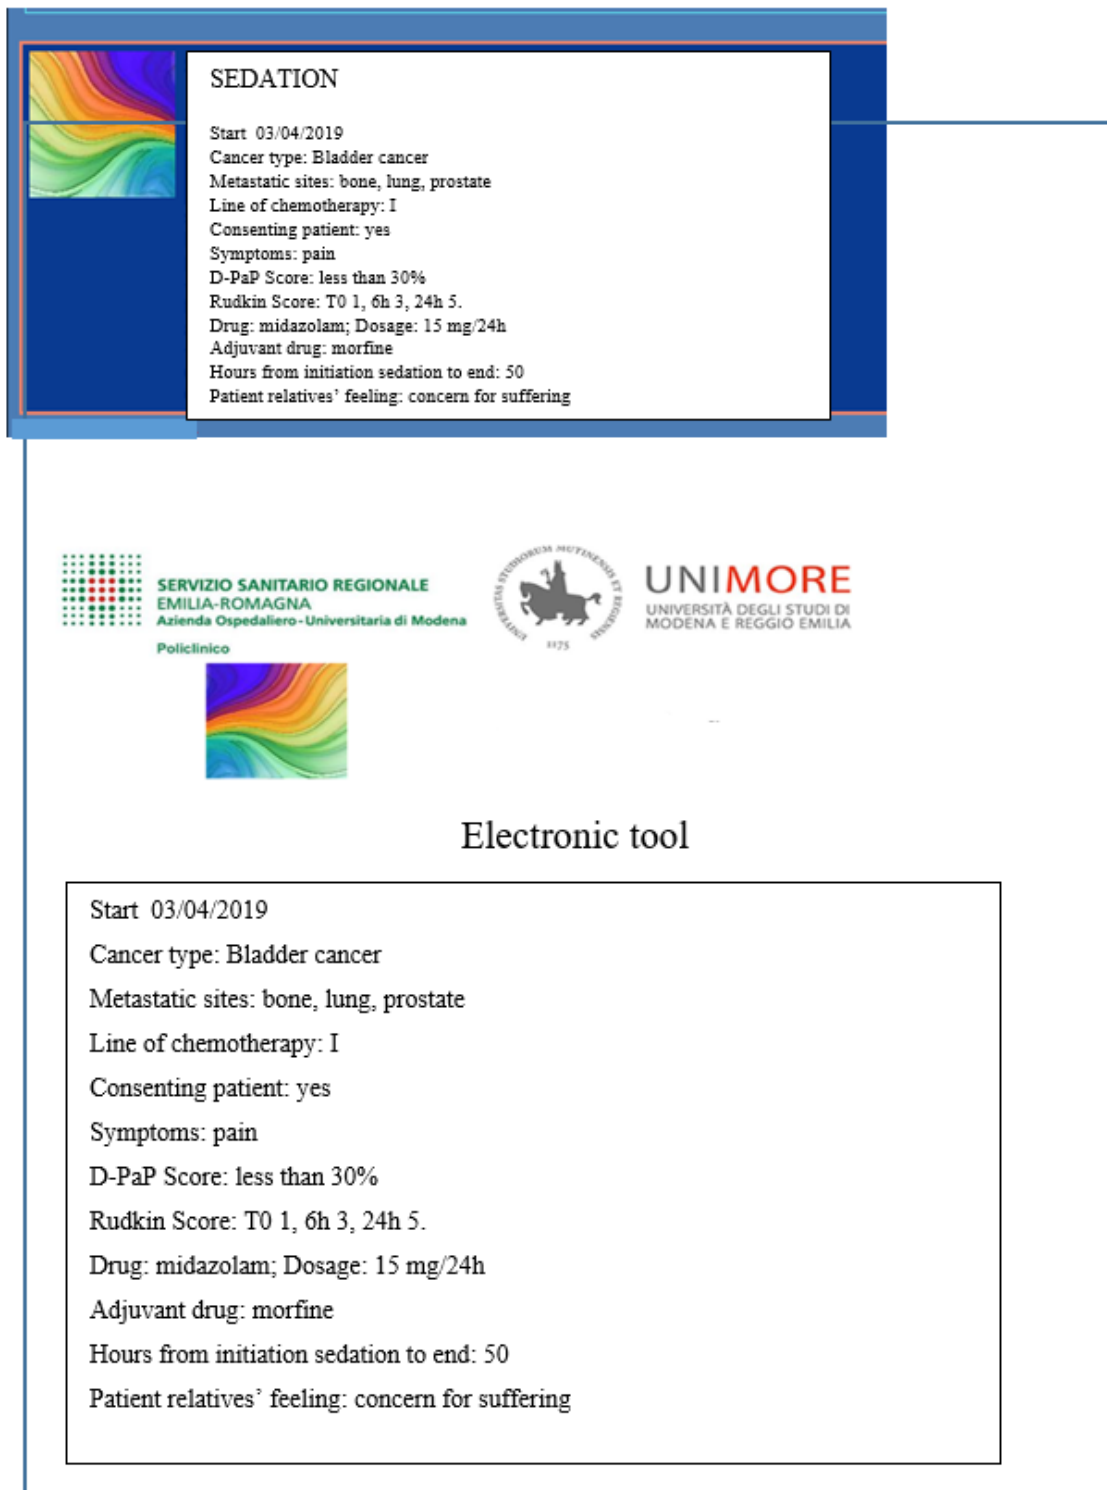 SEDATION
Start 03/04/2019
Cancer type: Bladder cancer
Metastatic sites: bone, lung, prostate
Line of chemotherapy: I
Consenting patient: yes
Symptoms: pain
D-PaP Score: less than 30%
Rudkin Score: T0 1, 6h 3, 24h 5.
Drug: midazolam; Dosage: 15 mg/24h
Adjuvant drug: morfine
Hours from initiation sedation to end: 50
Patient relatives’ feeling: concern for suffering
SERVIZIO SANITARIO REGIONALE
EMILIA-ROMAGNA
Azienda Ospedaliero-Universitaria di Modena
Policlinico
UNIVERSITAS STUDIORUM MUTINENSIS ET REGIENSIS
1175
UNIMORE
UNIVERSITÀ DEGLI STUDI DI
MODENA E REGGIO EMILIA
Electronic tool
Start 03/04/2019
Cancer type: Bladder cancer
Metastatic sites: bone, lung, prostate
Line of chemotherapy: I
Consenting patient: yes
Symptoms: pain
D-PaP Score: less than 30%
Rudkin Score: T0 1, 6h 3, 24h 5.
Drug: midazolam; Dosage: 15 mg/24h
Adjuvant drug: morfine
Hours from initiation sedation to end: 50
Patient relatives’ feeling: concern for suffering